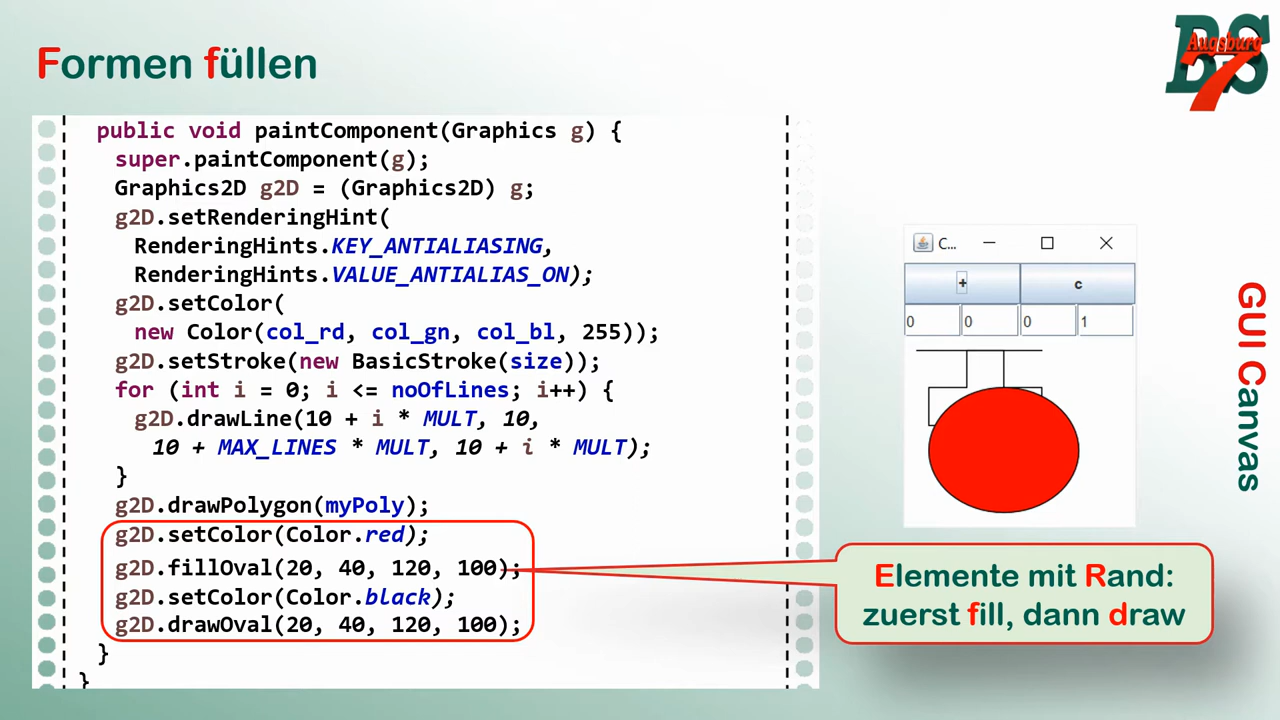 Formen füllen
BS
Augsburg
7
public void paintComponent(Graphics g) {
super.paintComponent(g);
Graphics2D g2D = (Graphics2D) g;
g2D.setRenderingHint(
RenderingHints.KEY_ANTIALIASING,
RenderingHints.VALUE_ANTIALIAS_ON);
g2D.setColor(
new Color(col_rd, col_gn, col_bl, 255));
g2D.setStroke(new BasicStroke(size));
for (int i = 0; i <= noOfLines; i++) {
g2D.drawLine(10 + i * MULT, 10,
10 + MAX_LINES * MULT, 10 + i * MULT);
}
g2D.drawPolygon(myPoly);
g2D.setColor(Color.red);
g2D.fillOval(20, 40, 120, 100);
g2D.setColor(Color.black);
g2D.drawOval(20, 40, 120, 100);
}
}
C...
+ c
0 0 0 1
Elemente mit Rand:
zuerst fill, dann draw
GUI Canvas